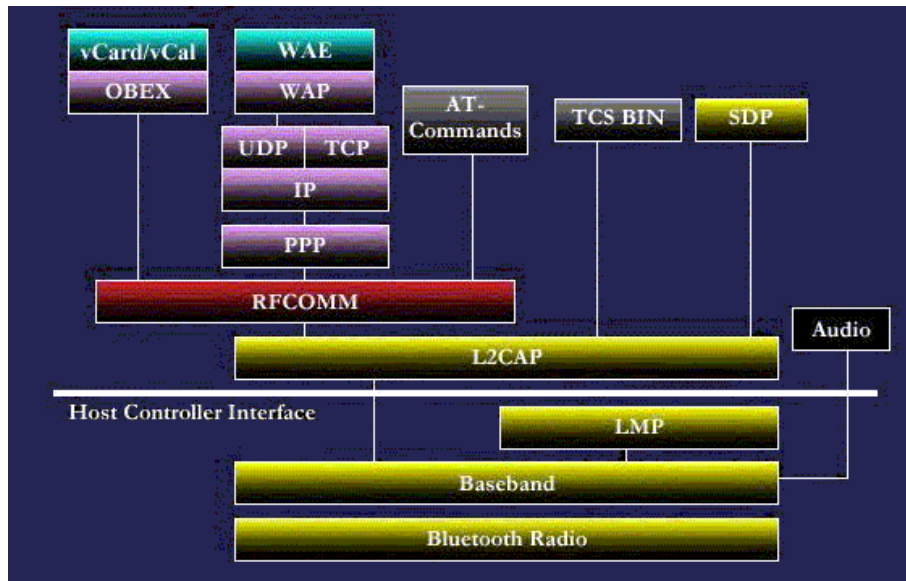 vCard/vCal
WAE
OBEX
WAP
AT-
Commands
TCS BIN
SDP
UDP
TCP
IP
PPP
RFCOMM
Audio
L2CAP
Host Controller Interface
LMP
Baseband
Bluetooth Radio